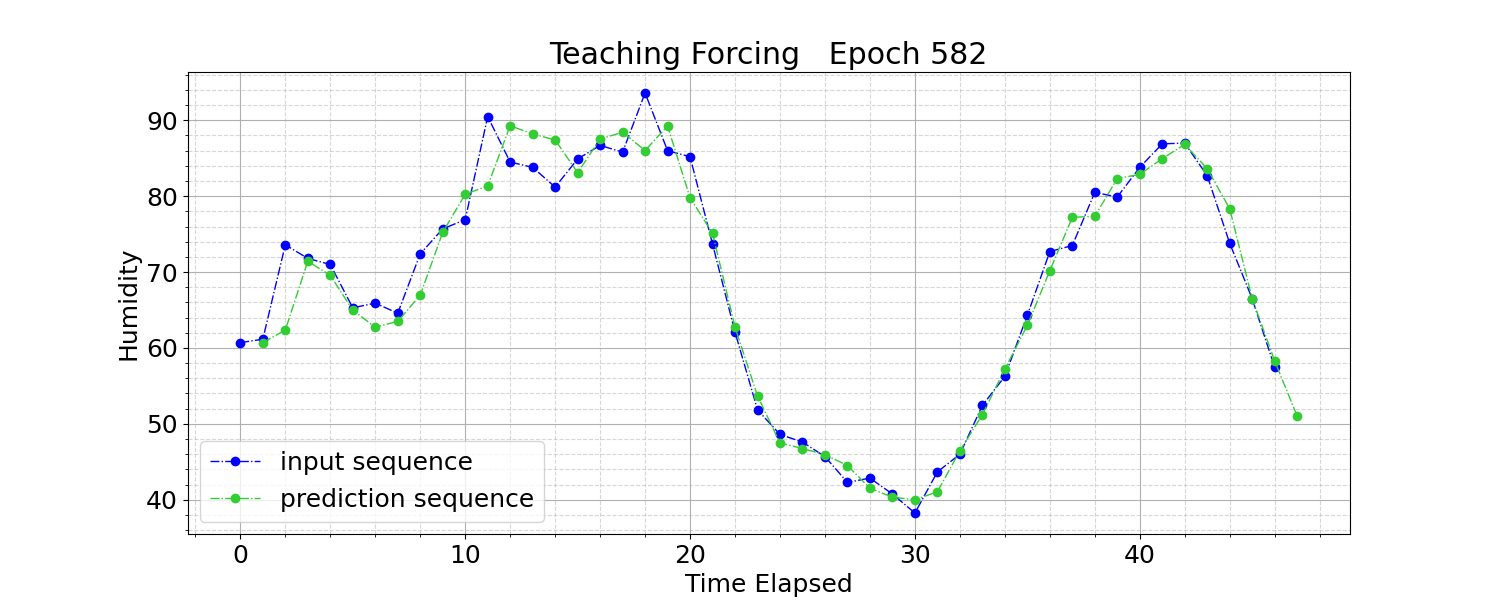 Teaching Forcing   Epoch 582
Humidity
90
80
70
60
50
40
input sequence
prediction sequence
0 10 20 30 40
Time Elapsed